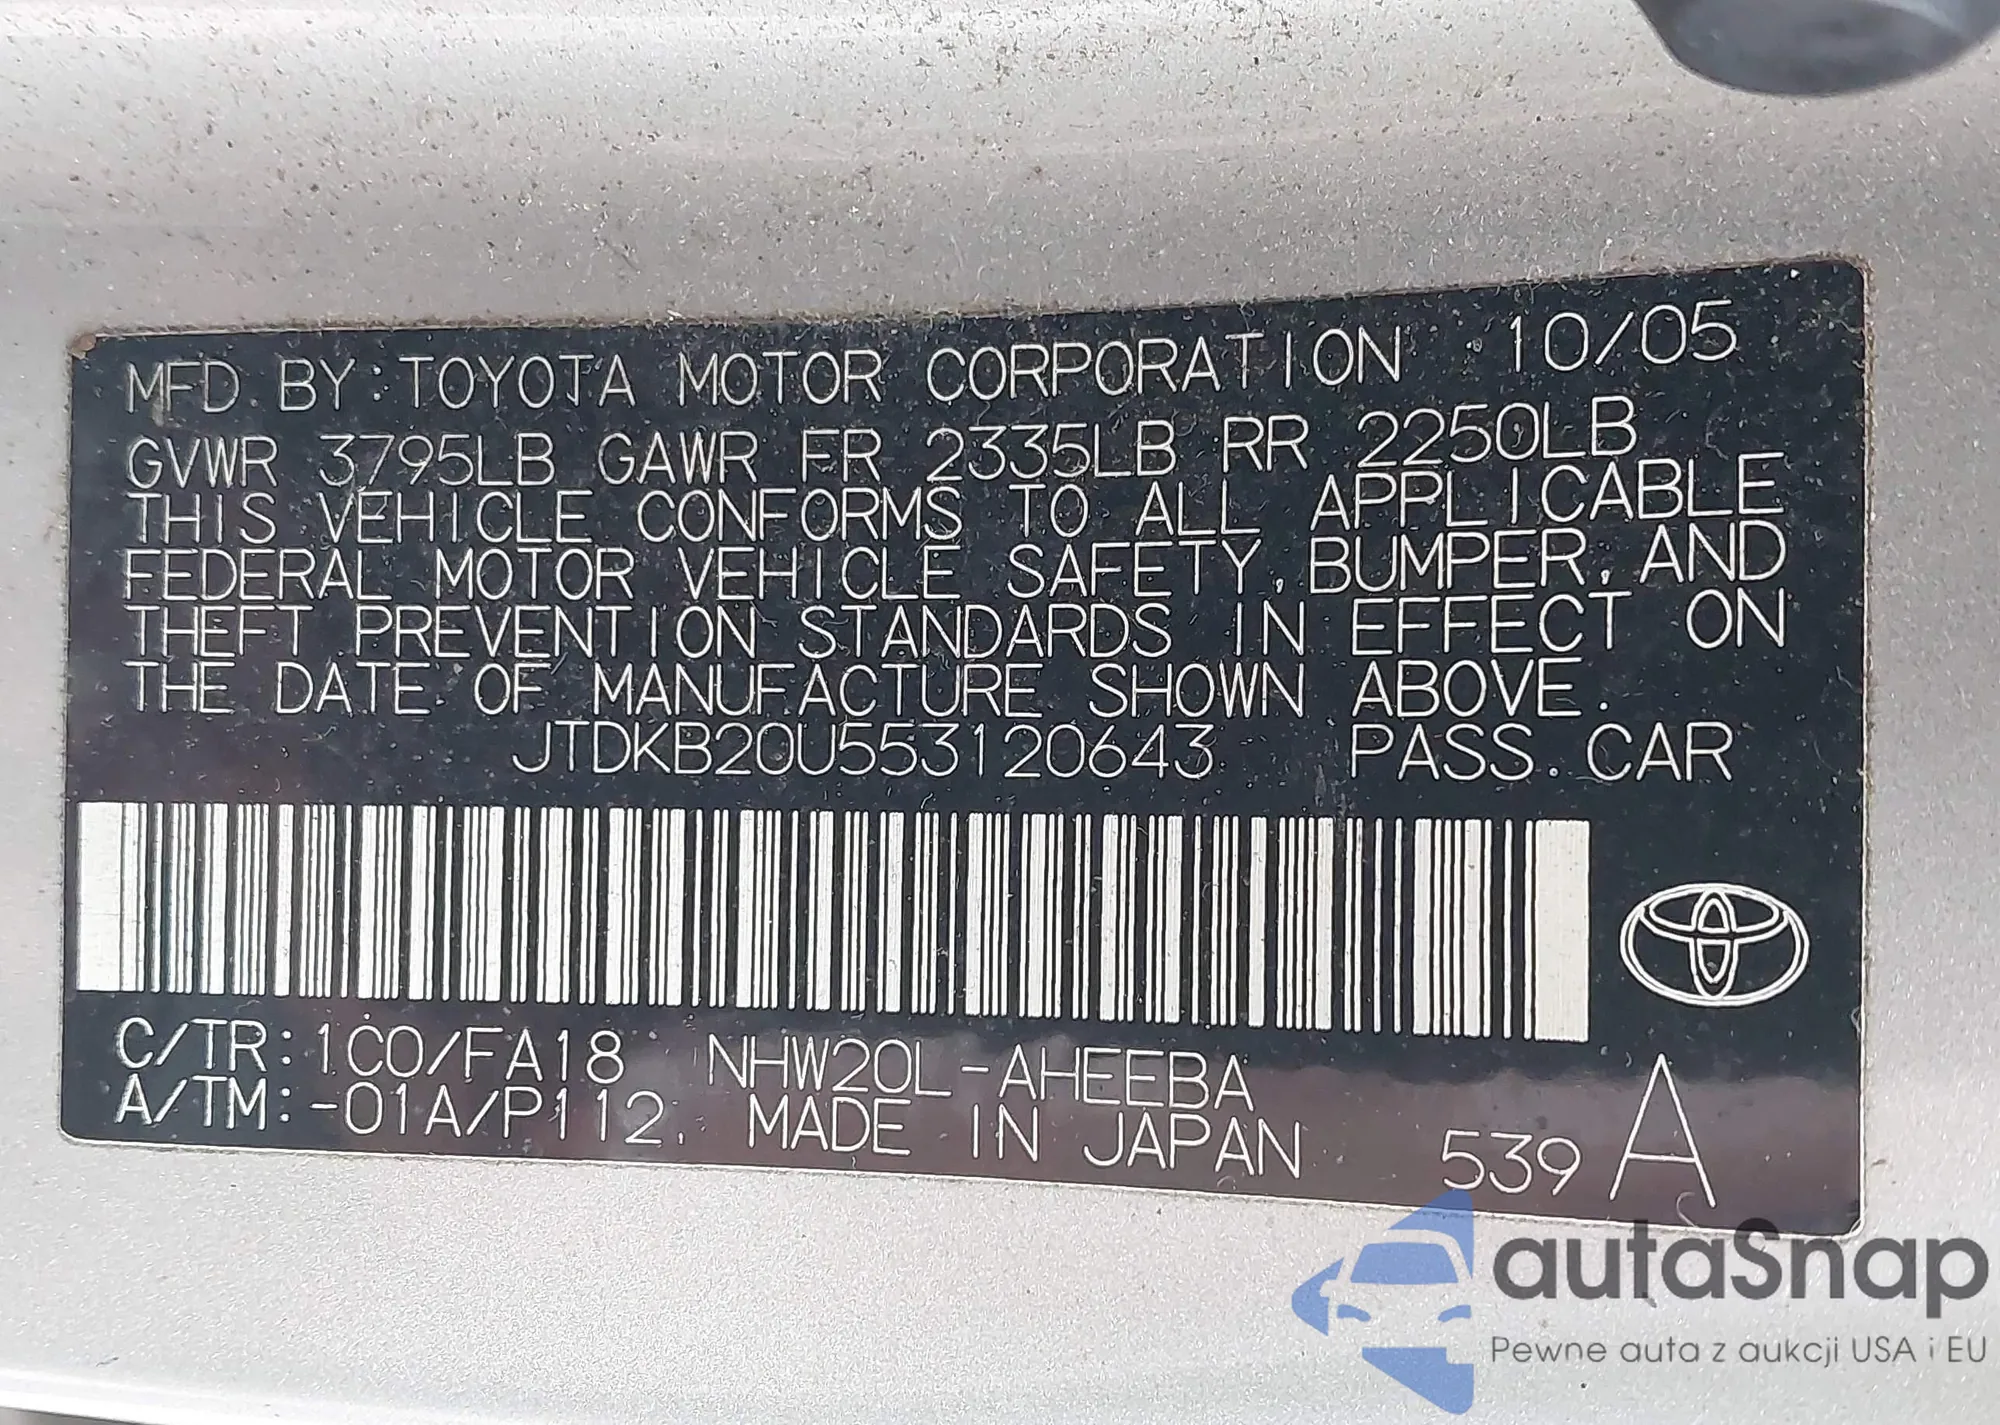 MFD. BY: TOYOTA MOTOR CORPORATION 10/05
GVWR 3795LB GAWR FR 2335LB RR 2250LB
THIS VEHICLE CONFORMS TO ALL APPLICABLE
FEDERAL MOTOR VEHICLE SAFETY, BUMPER, AND
THEFT PREVENTION STANDARDS IN EFFECT ON
THE DATE OF MANUFACTURE SHOWN ABOVE.
JTDKB20U553120643 PASS. CAR
C/TR: 1C0/FA18 NHW20L-AHEEBA
A/TM: -01A/P112. MADE IN JAPAN 539 A
autaSnap
Pewne auta z aukcji USA i EU